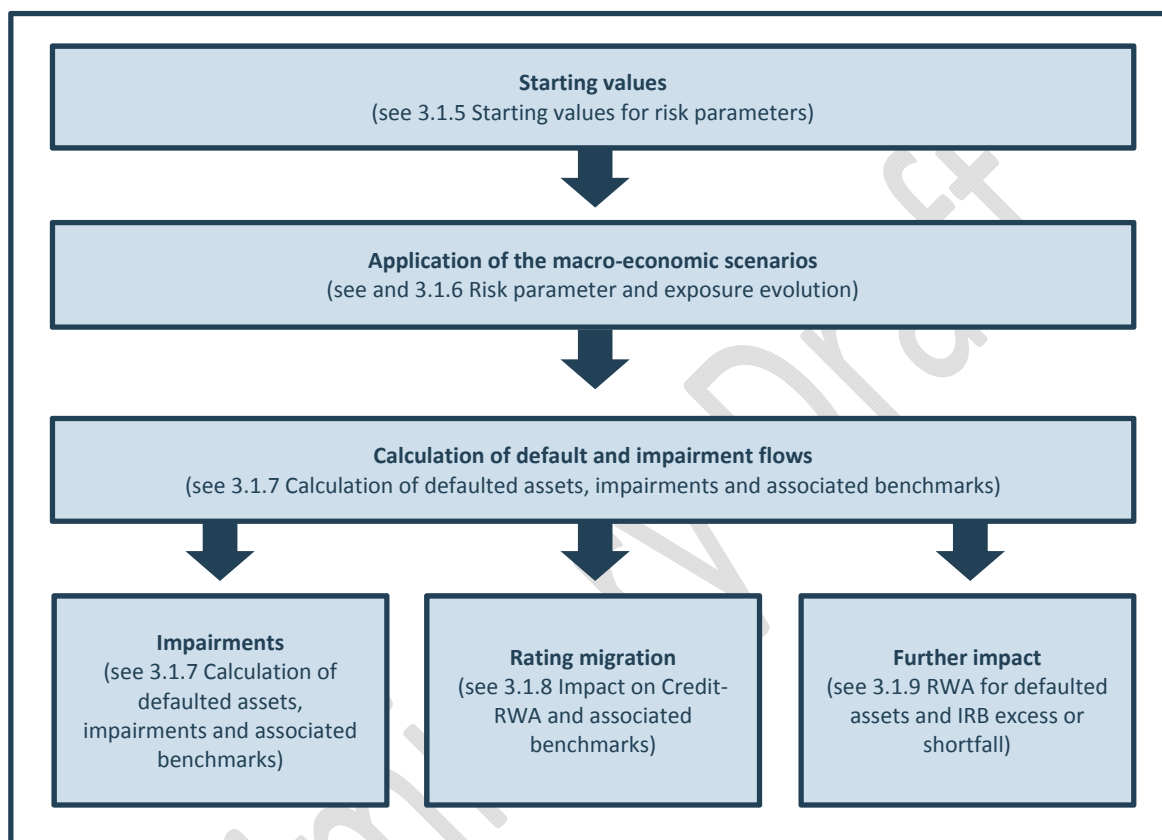 Starting values
(see 3.1.5 Starting values for risk parameters)
Application of the macro-economic scenarios
(see and 3.1.6 Risk parameter and exposure evolution)
Calculation of default and impairment flows
(see 3.1.7 Calculation of defaulted assets, impairments and associated benchmarks)
Impairments
(see 3.1.7 Calculation of
defaulted assets,
impairments and associated
benchmarks)
Rating migration
(see 3.1.8 Impact on Credit-
RWA and associated
benchmarks)
Further impact
(see 3.1.9 RWA for defaulted
assets and IRB excess or
shortfall)